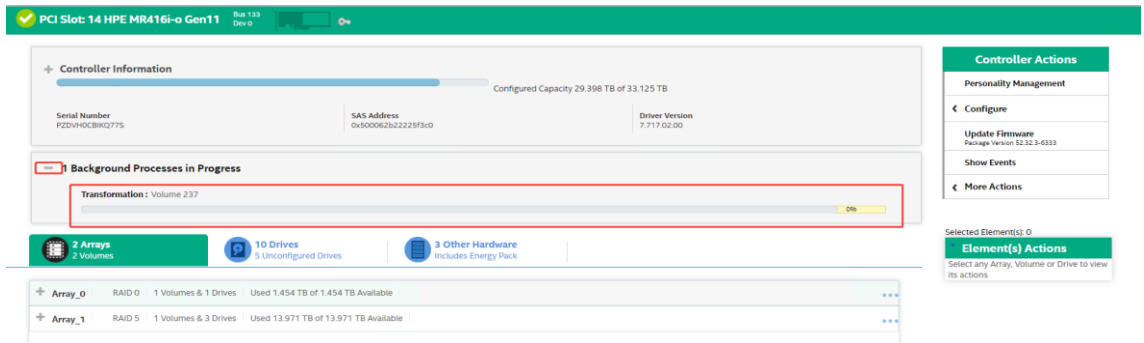 PCI Slot: 14 HPE MR416i-o Gen11 Bus 133
Dev 0
Controller Information
Configured Capacity 29.398 TB of 33.125 TB
Serial Number SAS Address Driver Version
PZDVH0CBIKQ77S 0x500062b22225f3c0 7.717.02.00
1 Background Processes in Progress
Transformation : Volume 237
0%
2 Arrays
2 Volumes
10 Drives
5 Unconfigured Drives
3 Other Hardware
Includes Energy Pack
Array_0 RAID 0 1 Volumes & 1 Drives Used 1.454 TB of 1.454 TB Available
Array_1 RAID 5 1 Volumes & 3 Drives Used 13.971 TB of 13.971 TB Available
Controller Actions
Personality Management
Configure
Update Firmware
Package Version 52.32.3-6333
Show Events
More Actions
Selected Element(s): 0
Element(s) Actions
Select any Array, Volume or Drive to view
its actions